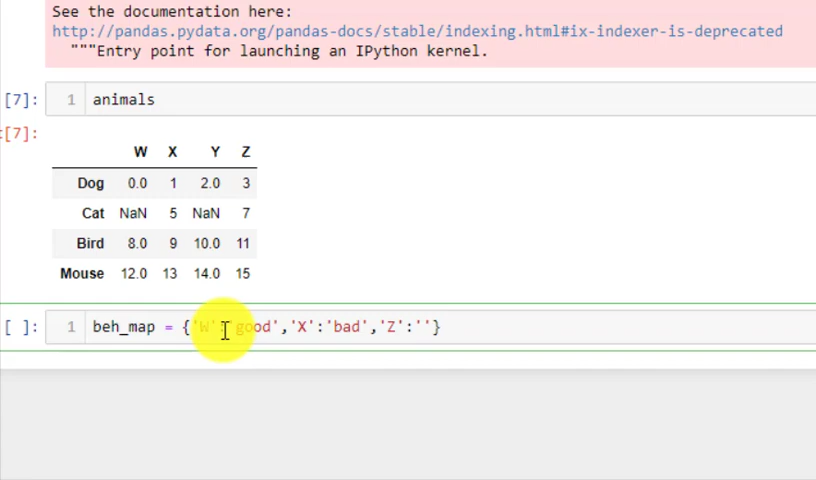 See the documentation here:
http://pandas.pydata.org/pandas-docs/stable/indexing.html#ix-indexer-is-deprecated
"""Entry point for launching an IPython kernel.
[7]: 1 animals
:[7]:
W X Y Z
Dog 0.0 1 2.0 3
Cat NaN 5 NaN 7
Bird 8.0 9 10.0 11
Mouse 12.0 13 14.0 15
[ ]: 1 beh_map = {'W':'good','X':'bad','Z':''}